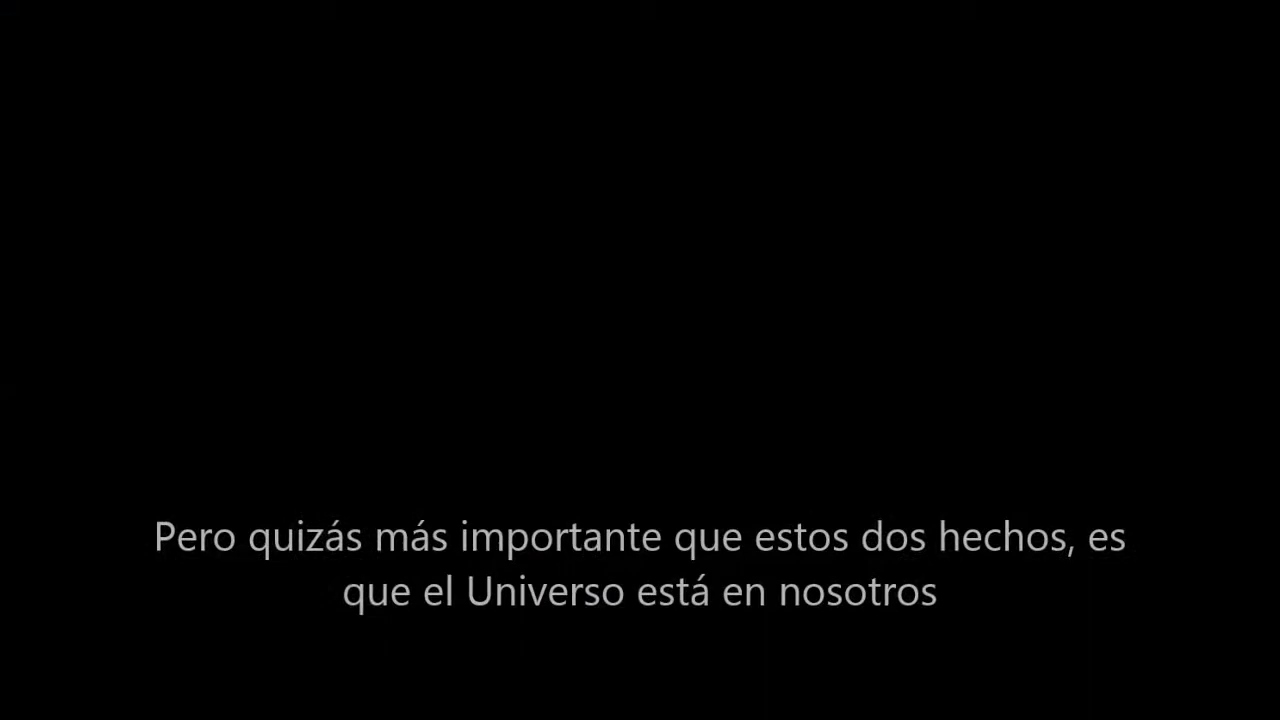 Pero quizás más importante que estos dos hechos, es
que el Universo está en nosotros